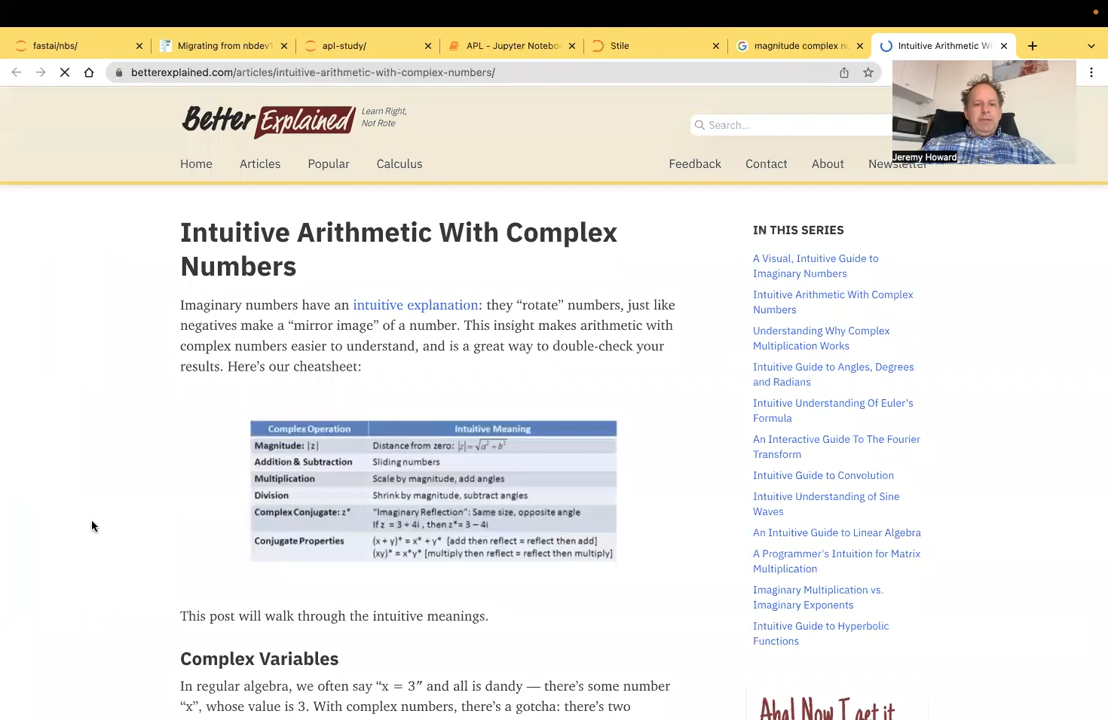 fastai/nbs/
Migrating from nbdev1
apl-study/
APL - Jupyter Notebo
Stile
magnitude complex n
Intuitive Arithmetic Wi
betterexplained.com/articles/intuitive-arithmetic-with-complex-numbers/
Better Explained
Learn Right,
Not Rote
Search...
Jeremy Howard
Home Articles Popular Calculus
Feedback Contact About Newsletter
Intuitive Arithmetic With Complex
Numbers
Imaginary numbers have an intuitive explanation: they “rotate” numbers, just like
negatives make a “mirror image” of a number. This insight makes arithmetic with
complex numbers easier to understand, and is a great way to double-check your
results. Here’s our cheatsheet:
Complex Operation Intuitive Meaning
Magnitude: |z| Distance from zero: |z|=√a²+b²
Addition & Subtraction Sliding numbers
Multiplication Scale by magnitude, add angles
Division Shrink by magnitude, subtract angles
Complex Conjugate: z* "Imaginary Reflection": Same size, opposite angle
If z = 3 + 4i , then z*= 3 – 4i
Conjugate Properties (x + y)* = x* + y* [add then reflect = reflect then add]
(xy)* = x*y* [multiply then reflect = reflect then multiply]
This post will walk through the intuitive meanings.
Complex Variables
In regular algebra, we often say “x = 3″ and all is dandy — there’s some number
“x”, whose value is 3. With complex numbers, there’s a gotcha: there’s two
IN THIS SERIES
A Visual, Intuitive Guide to
Imaginary Numbers
Intuitive Arithmetic With Complex
Numbers
Understanding Why Complex
Multiplication Works
Intuitive Guide to Angles, Degrees
and Radians
Intuitive Understanding Of Euler's
Formula
An Interactive Guide To The Fourier
Transform
Intuitive Guide to Convolution
Intuitive Understanding of Sine
Waves
An Intuitive Guide to Linear Algebra
A Programmer's Intuition for Matrix
Multiplication
Imaginary Multiplication vs.
Imaginary Exponents
Intuitive Guide to Hyperbolic
Functions
Aha! Now I get it